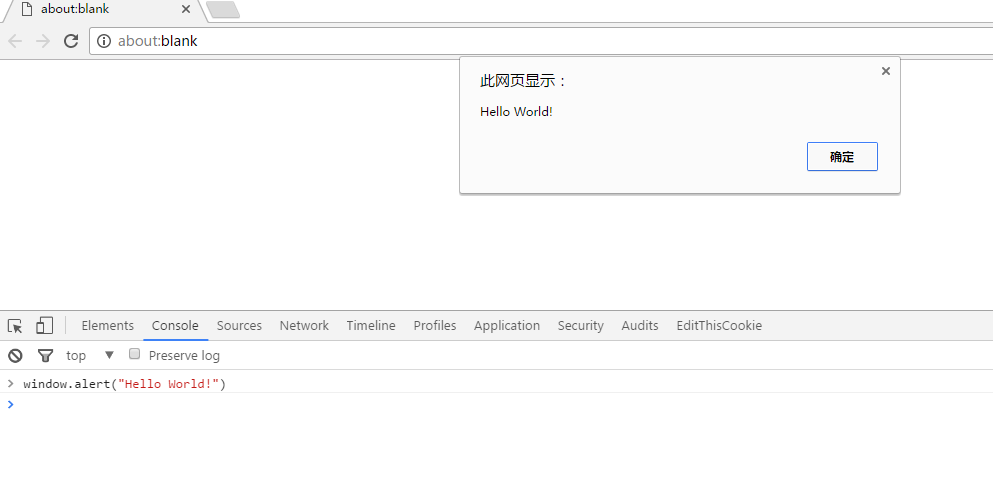 about:blank
about:blank
此网页显示：
Hello World!
确定
Elements Console Sources Network Timeline Profiles Application Security Audits EditThisCookie
top Preserve log
window.alert("Hello World!")